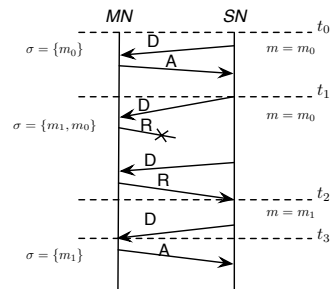 MN SN
t₀
D
σ = {m₀} m = m₀
A
t₁
D m = m₀
σ = {m₁, m₀} R
D
R
t₂
D m = m₁
t₃
σ = {m₁} A